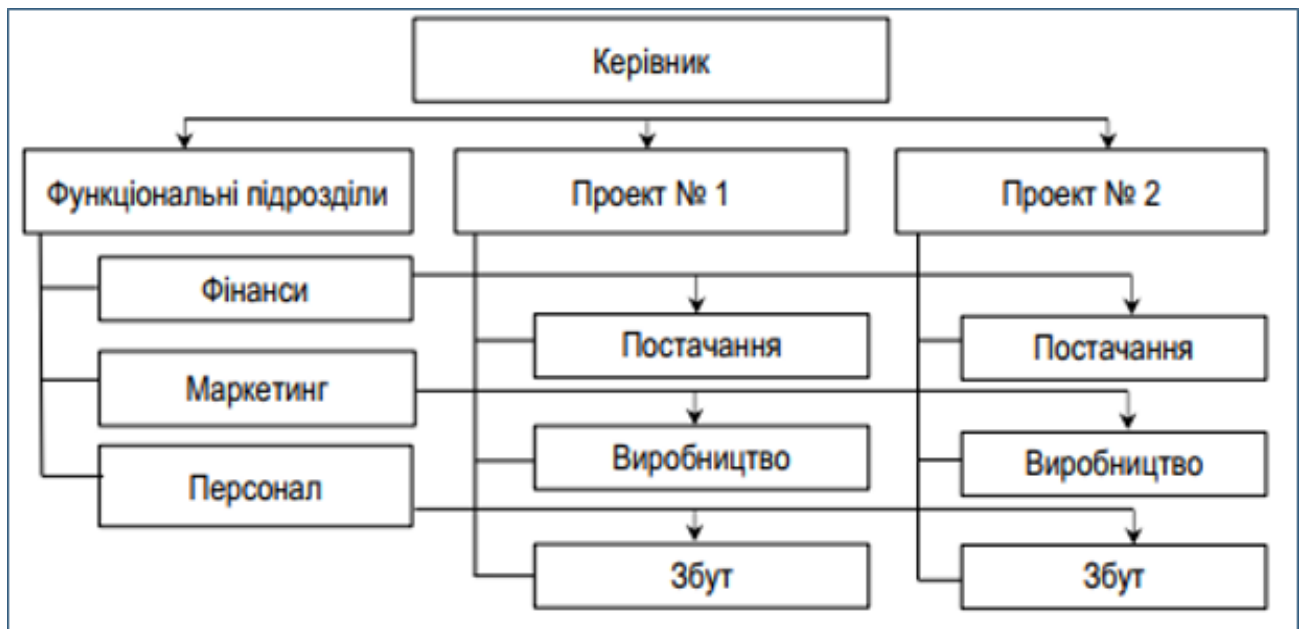 Керівник
Функціональні підрозділи
Проект № 1
Проект № 2
Фінанси
Постачання
Постачання
Маркетинг
Виробництво
Виробництво
Персонал
Збут
Збут